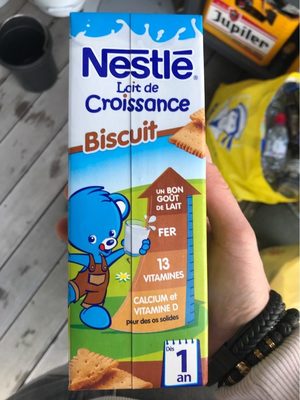 Jupiler
Nestlé®
Lait de
Croissance
Biscuit
UN BON
GOÛT
DE LAIT
FER
13
VITAMINES
CALCIUM et
VITAMINE D
pour des os solides
Dès
1
an